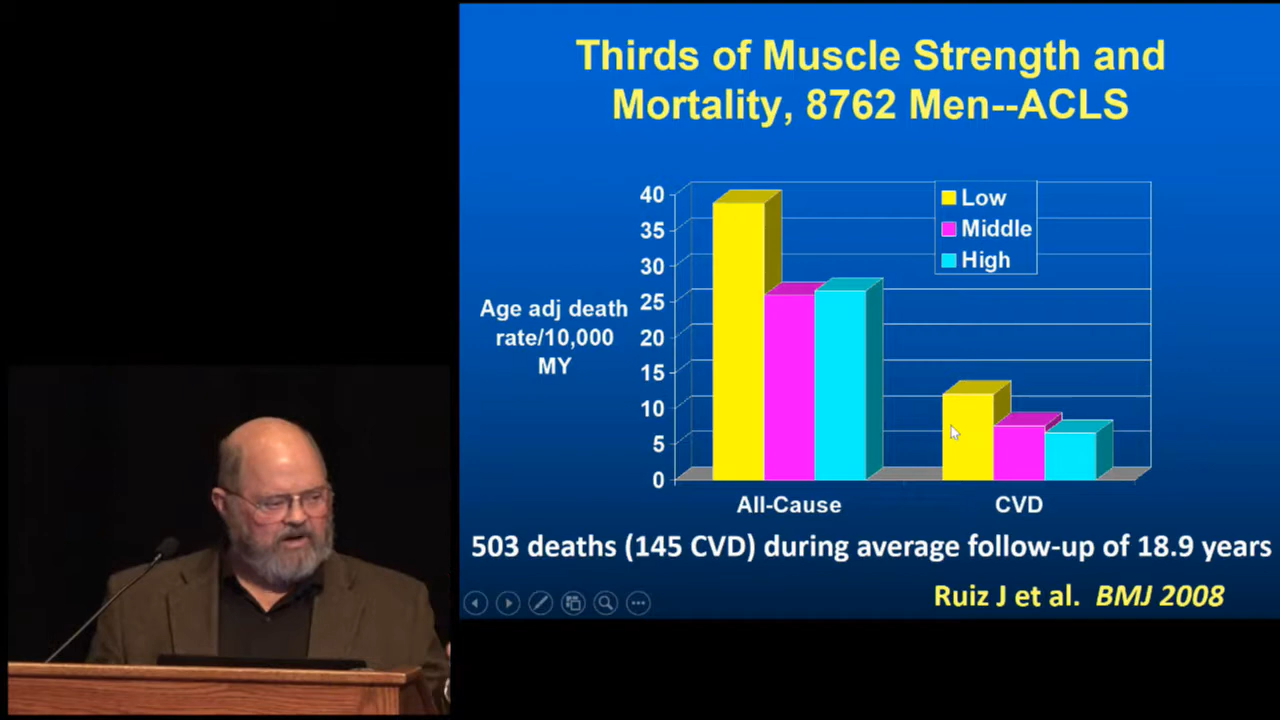 Thirds of Muscle Strength and
Mortality, 8762 Men--ACLS
40
35
30
25
20
15
10
5
0
Age adj death
rate/10,000
MY
Low
Middle
High
All-Cause
CVD
503 deaths (145 CVD) during average follow-up of 18.9 years
Ruiz J et al. BMJ 2008